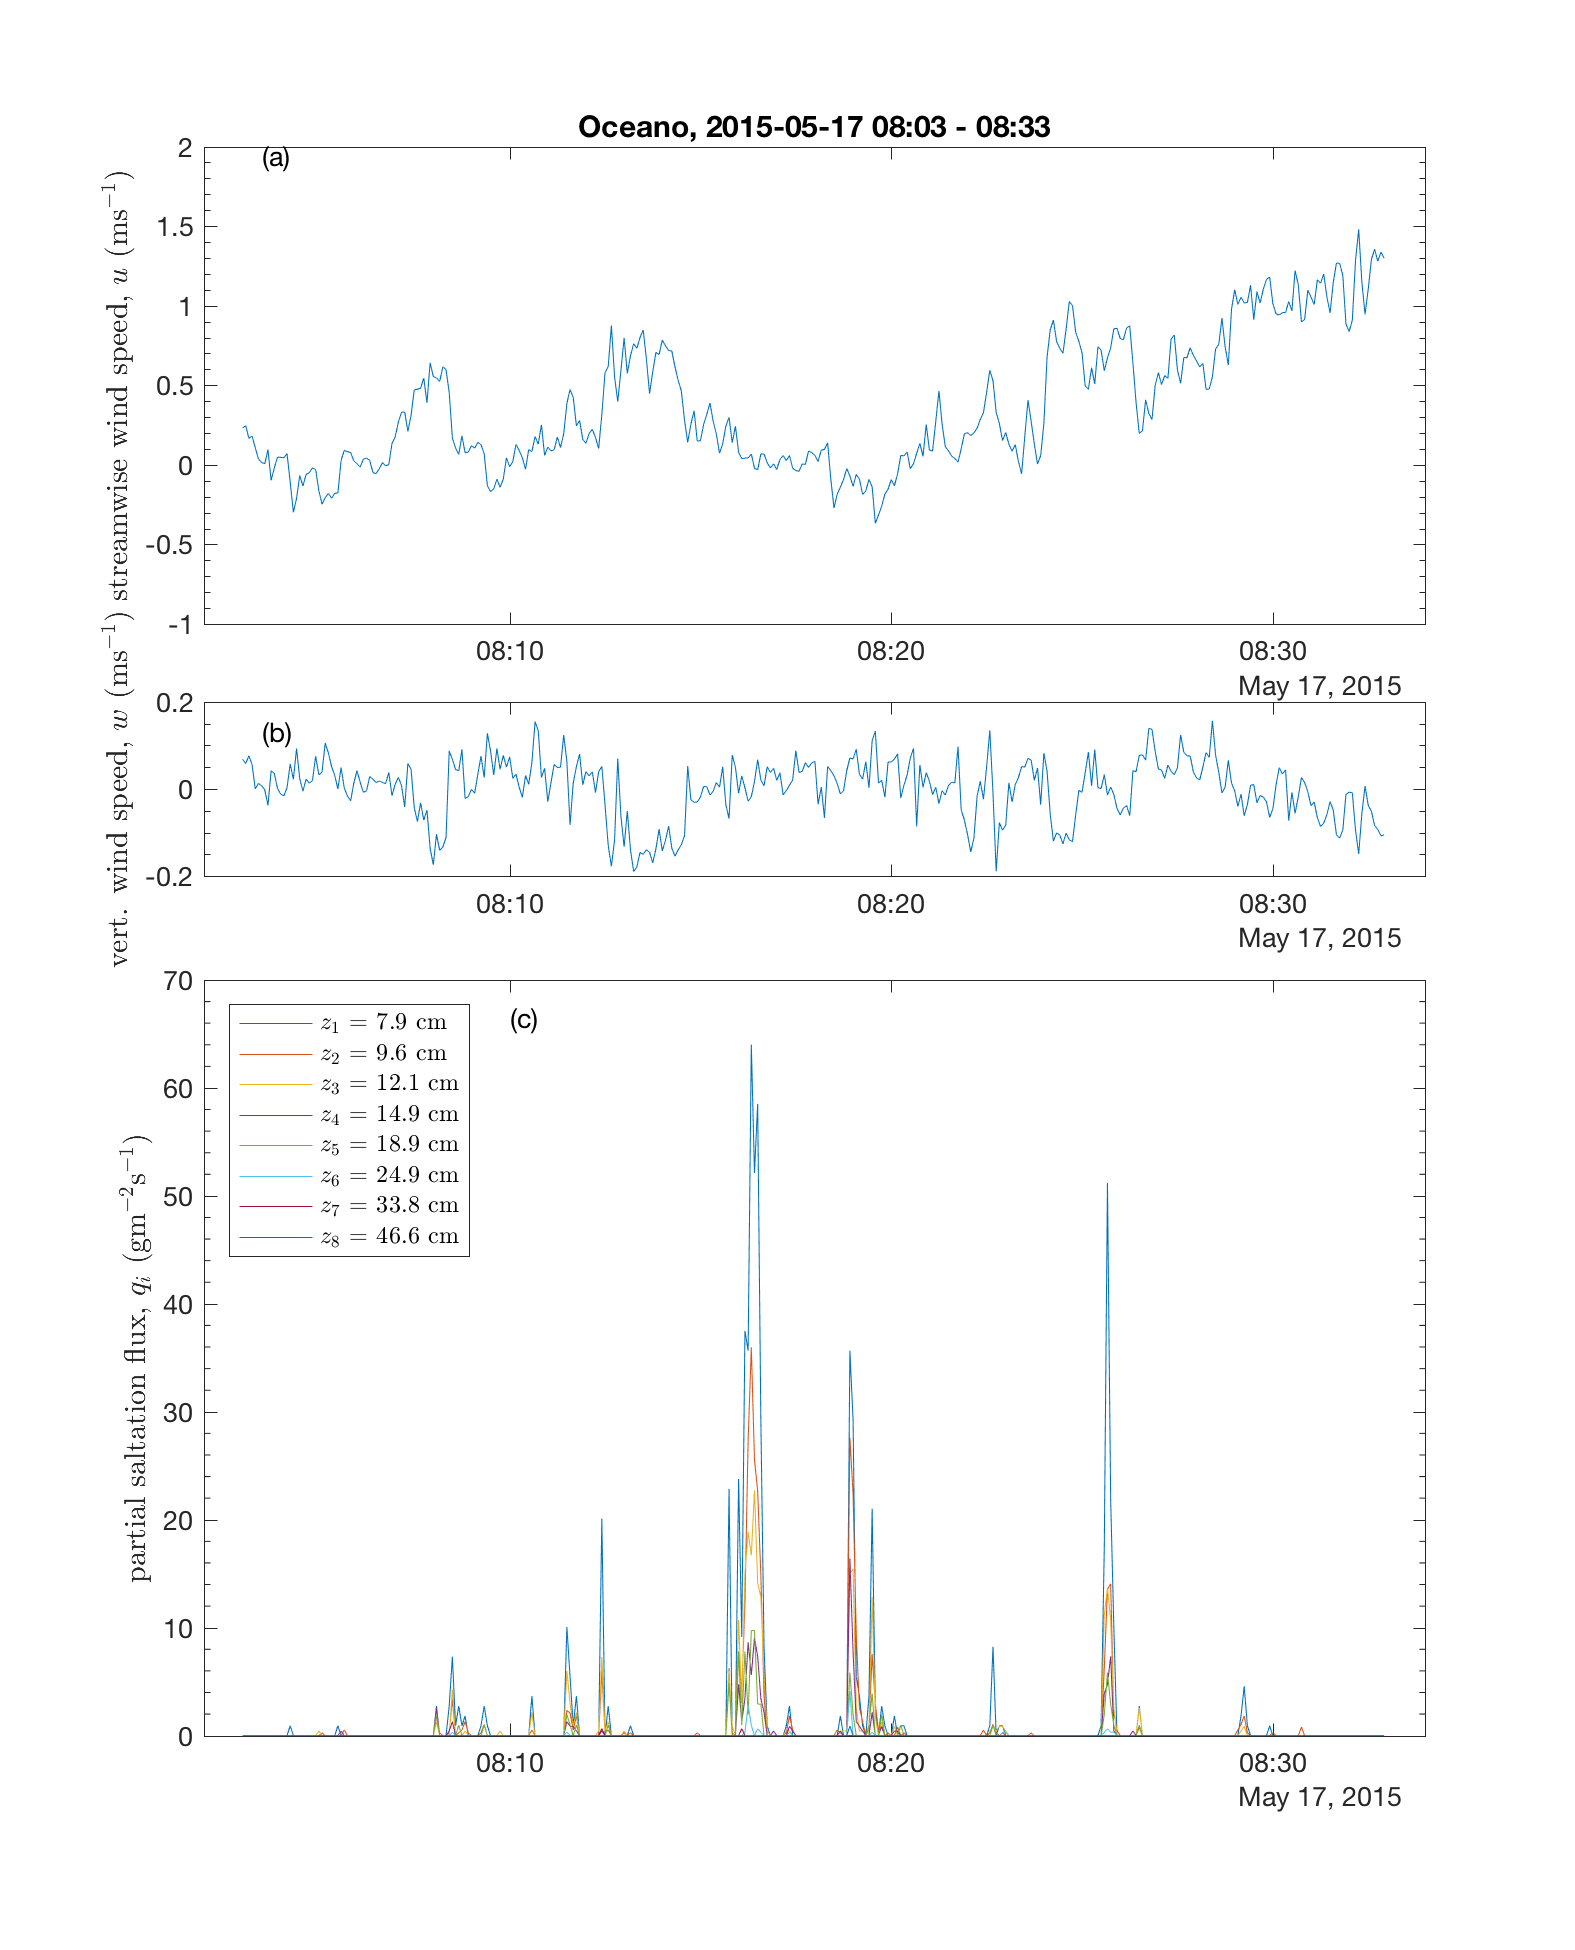 Oceano, 2015-05-17 08:03 - 08:33
(a)
streamwise wind speed, u (ms⁻¹)
2
1.5
1
0.5
0
-0.5
-1
08:10 08:20 08:30
May 17, 2015
(b)
vert. wind speed, w (ms⁻¹)
0.2
0
-0.2
08:10 08:20 08:30
May 17, 2015
(c)
partial saltation flux, qᵢ (gm⁻²s⁻¹)
70
60
50
40
30
20
10
0
z₁ = 7.9 cm
z₂ = 9.6 cm
z₃ = 12.1 cm
z₄ = 14.9 cm
z₅ = 18.9 cm
z₆ = 24.9 cm
z₇ = 33.8 cm
z₈ = 46.6 cm
08:10 08:20 08:30
May 17, 2015